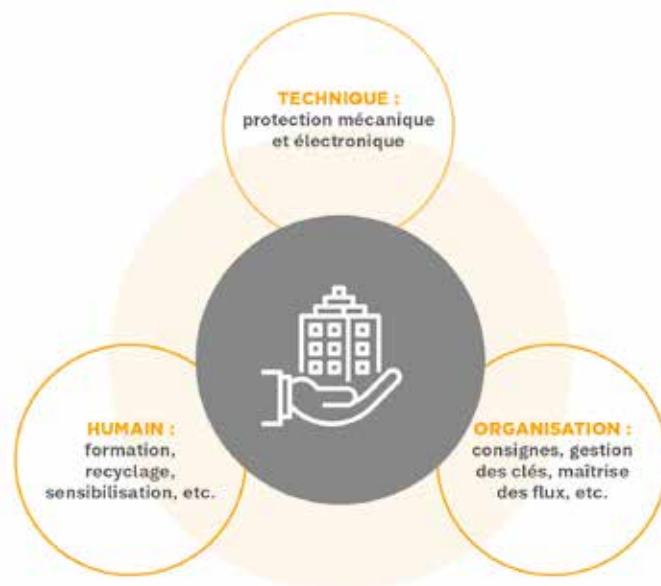 TECHNIQUE :
protection mécanique
et électronique
HUMAIN :
formation,
recyclage,
sensibilisation, etc.
ORGANISATION :
consignes, gestion
des clés, maîtrise
des flux, etc.